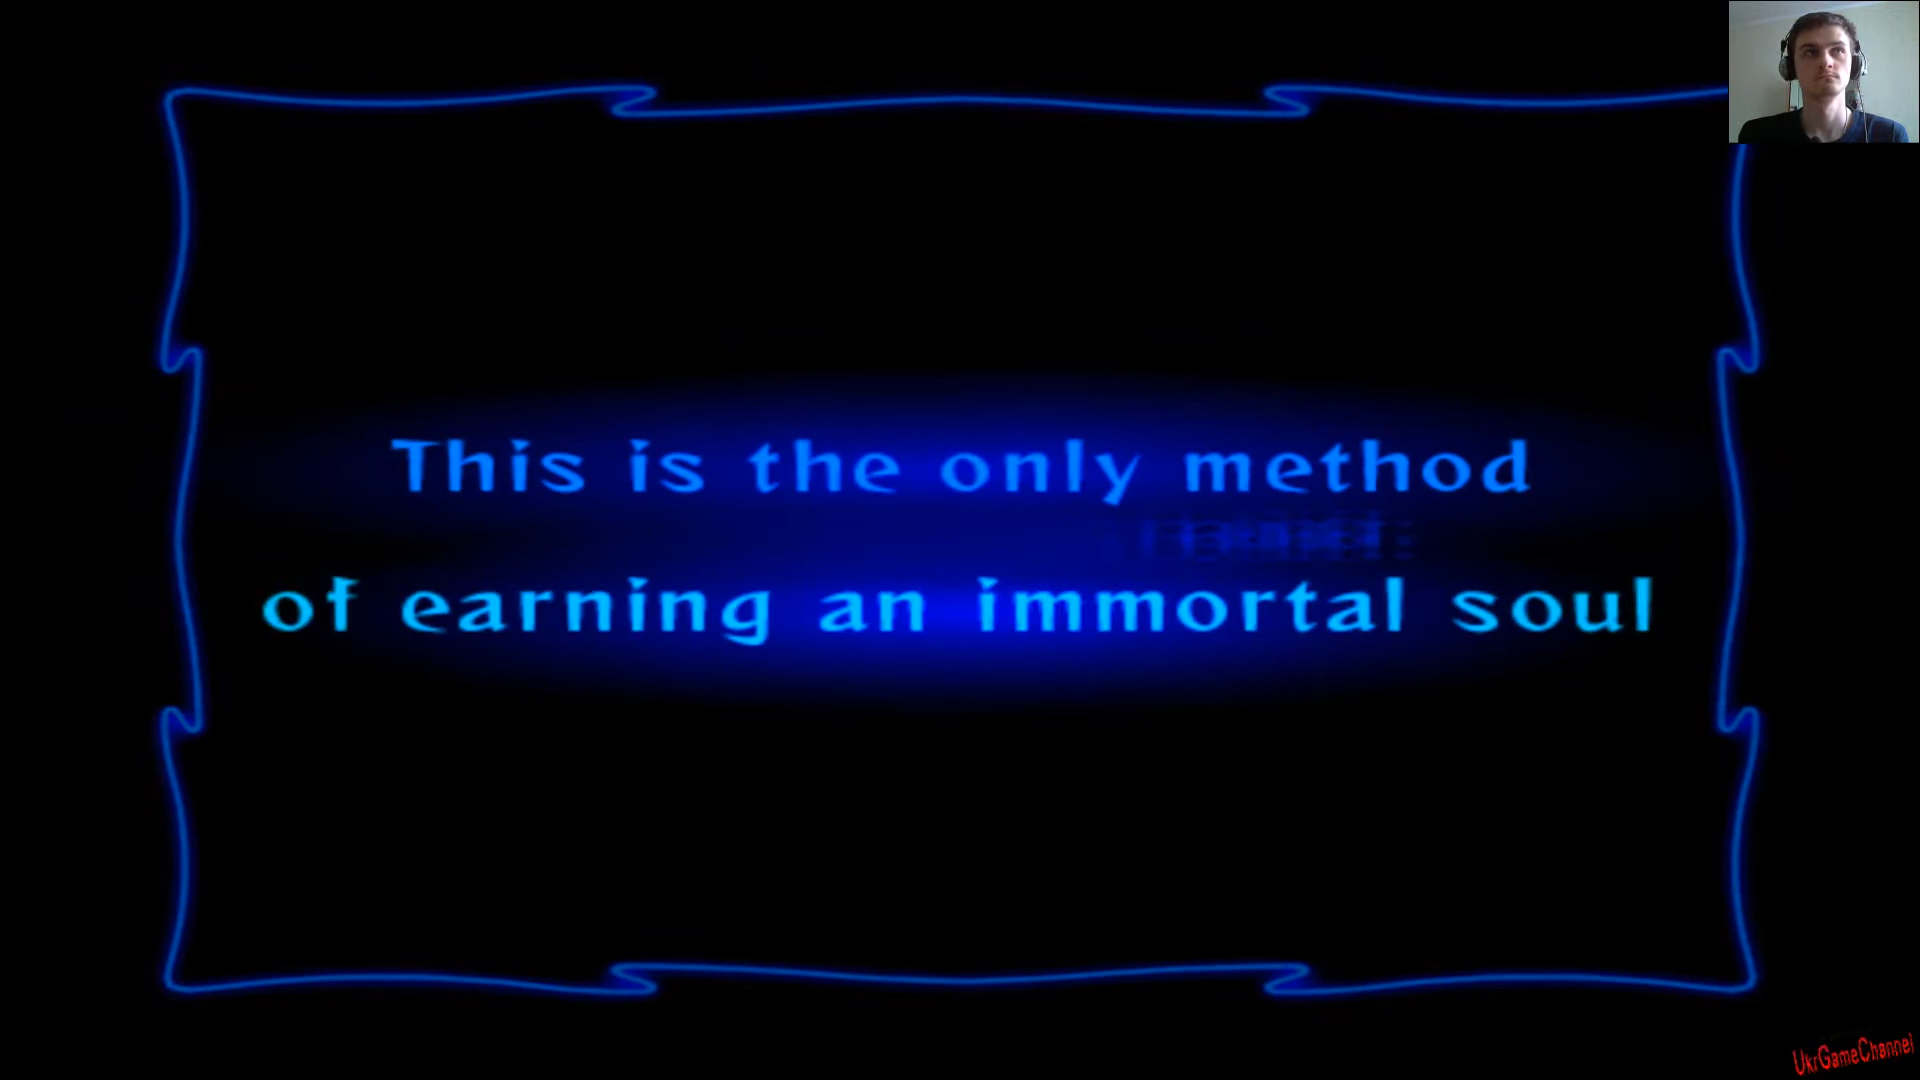 This is the only method
of earning an immortal soul
UkrGameChannel